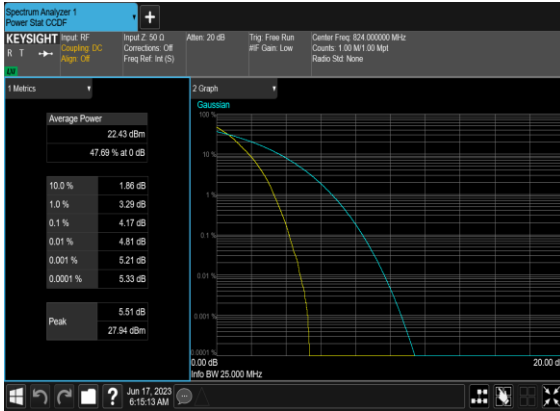 Spectrum Analyzer 1
Power Stat CCDF
+
KEYSIGHT
R T
Input: RF
Coupling: DC
Align: Off
Input Z: 50 Ω
Corrections: Off
Freq Ref: Int (S)
Atten: 20 dB
Trig: Free Run
#IF Gain: Low
Center Freq: 824.000000 MHz
Counts: 1.00 M/1.00 Mpt
Radio Std: None
1 Metrics
Average Power
22.43 dBm
47.69 % at 0 dB
10.0 % 1.86 dB
1.0 % 3.29 dB
0.1 % 4.17 dB
0.01 % 4.81 dB
0.001 % 5.21 dB
0.0001 % 5.33 dB
Peak
5.51 dB
27.94 dBm
2 Graph
Gaussian
100 %
10 %
1 %
0.1 %
0.01 %
0.001 %
0.0001 %
0.00 dB
20.00 d
Info BW 25.000 MHz
?
Jun 17, 2023
6:15:13 AM